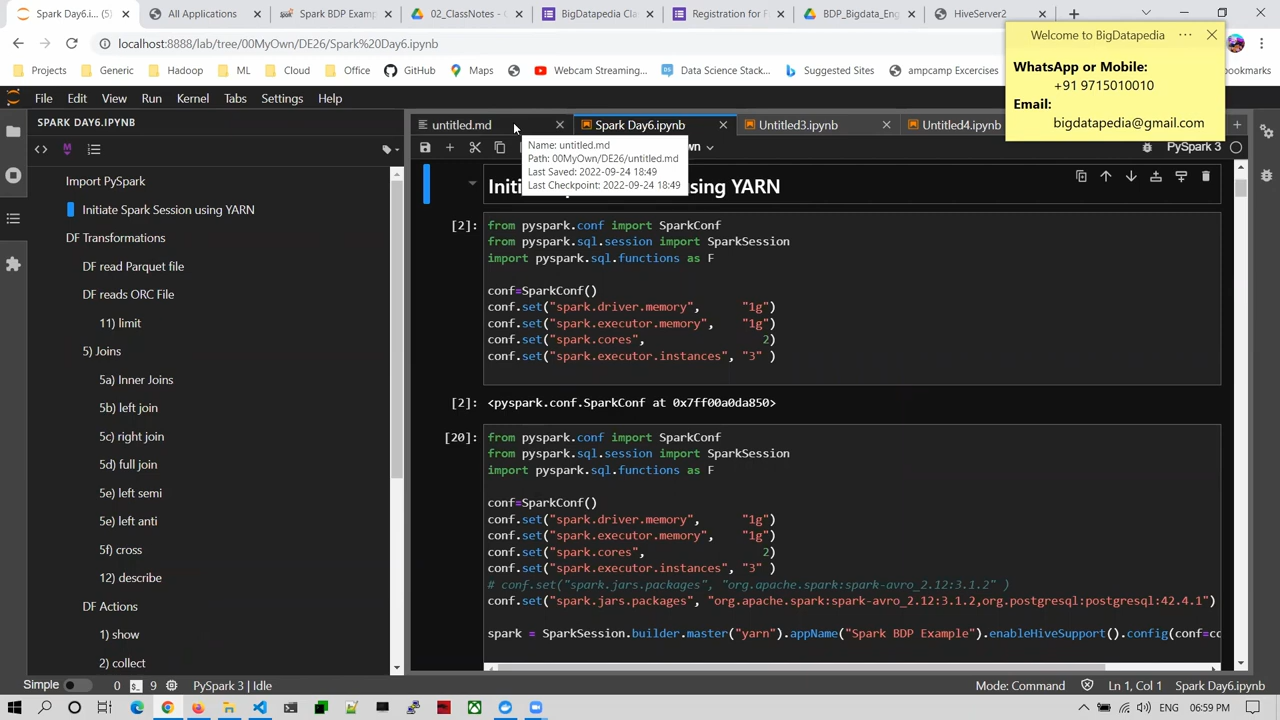 Spark Day6.ipynb
All Applications
Spark BDP Exam
02_ClassNotes -
BigDatapedia Cla
Registration for
BDP_Bigdata_Eng
HiveServer2
localhost:8888/lab/tree/00MyOwn/DE26/Spark%20Day6.ipynb
Projects
Generic
Hadoop
ML
Cloud
Office
GitHub
Maps
Webcam Streaming...
Data Science Stack...
Suggested Sites
ampcamp Excercises
bookmarks
Welcome to BigDatapedia
WhatsApp or Mobile:
+91 9715010010
Email:
bigdatapedia@gmail.com
File Edit View Run Kernel Tabs Settings Help
SPARK DAY6.IPYNB
untitled.md
Spark Day6.ipynb
Untitled3.ipynb
Untitled4.ipynb
PySpark 3
Name: untitled.md
Path: 00MyOwn/DE26/untitled.md
Last Saved: 2022-09-24 18:49
Last Checkpoint: 2022-09-24 18:49
Import PySpark
Initiate Spark Session using YARN
DF Transformations
DF read Parquet file
DF reads ORC File
11) limit
5) Joins
5a) Inner Joins
5b) left join
5c) right join
5d) full join
5e) left semi
5e) left anti
5f) cross
12) describe
DF Actions
1) show
2) collect
using YARN
[2]:
from pyspark.conf import SparkConf
from pyspark.sql.session import SparkSession
import pyspark.sql.functions as F
conf=SparkConf()
conf.set("spark.driver.memory", "1g")
conf.set("spark.executor.memory", "1g")
conf.set("spark.cores", 2)
conf.set("spark.executor.instances", "3" )
[2]: <pyspark.conf.SparkConf at 0x7ff00a0da850>
[20]:
from pyspark.conf import SparkConf
from pyspark.sql.session import SparkSession
import pyspark.sql.functions as F
conf=SparkConf()
conf.set("spark.driver.memory", "1g")
conf.set("spark.executor.memory", "1g")
conf.set("spark.cores", 2)
conf.set("spark.executor.instances", "3" )
# conf.set("spark.jars.packages", "org.apache.spark:spark-avro_2.12:3.1.2" )
conf.set("spark.jars.packages", "org.apache.spark:spark-avro_2.12:3.1.2,org.postgresql:postgresql:42.4.1")
spark = SparkSession.builder.master("yarn").appName("Spark BDP Example").enableHiveSupport().config(conf=co
Simple 0 9 PySpark 3 | Idle
Mode: Command
Ln 1, Col 1
Spark Day6.ipynb
ENG
06:59 PM